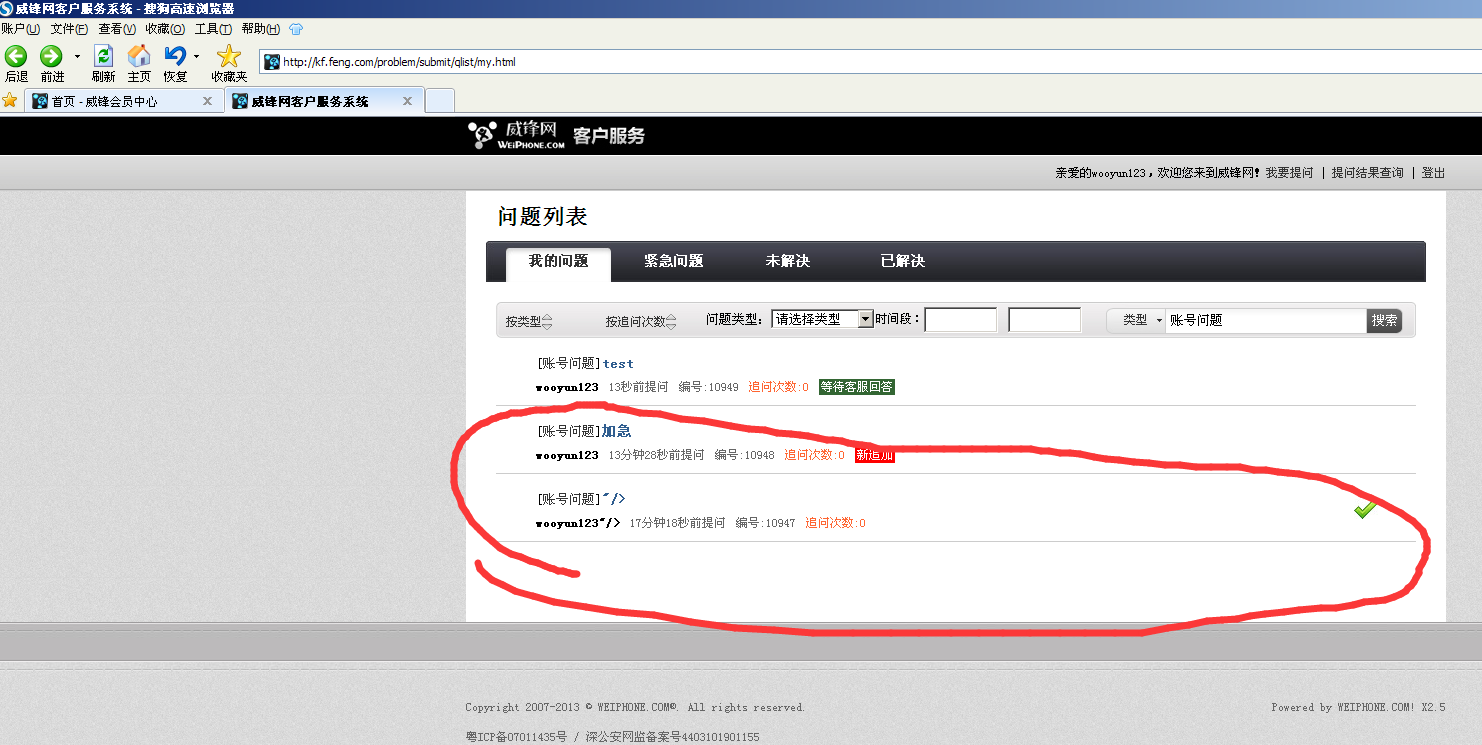 威锋网客户服务系统 - 搜狗高速浏览器
账户(U) 文件(F) 查看(V) 收藏(O) 工具(T) 帮助(H)
后退 前进 刷新 主页 恢复 收藏夹 http://kf.feng.com/problem/submit/qlist/my.html
首页 - 威锋会员中心 x 威锋网客户服务系统 x
威锋网 WEIPHONE.COM 客户服务
亲爱的wooyun123，欢迎您来到威锋网! 我要提问 | 提问结果查询 | 登出
问题列表
我的问题 紧急问题 未解决 已解决
按类型 按追问次数 问题类型： 请选择类型 时间段： 类型 账号问题 搜索
[账号问题]test
wooyun123 13秒前提问 编号:10949 追问次数:0 等待客服回答
[账号问题]加急
wooyun123 13分钟28秒前提问 编号:10948 追问次数:0 新追加
[账号问题]"/>
wooyun123"/> 17分钟18秒前提问 编号:10947 追问次数:0
Copyright 2007-2013 © WEIPHONE.COM®. All rights reserved. Powered by WEIPHONE.COM! X2.5
粤ICP备07011435号 / 深公安网监备案号4403101901155